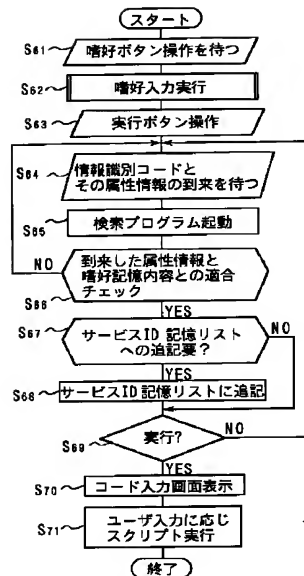 スタート
S61
嗜好ボタン操作を待つ
S62
嗜好入力実行
S63
実行ボタン操作
S64
情報識別コードと
その属性情報の到来を待つ
S65
検索プログラム起動
NO
到来した属性情報と
嗜好記憶内容との適合
チェック
S66
YES
S67
サービスID 記憶リスト
への追記要?
NO
YES
S68
サービスID 記憶リストに追記
実行?
NO
S69
YES
S70
コード入力画面表示
S71
ユーザ入力に応じ
スクリプト実行
終了